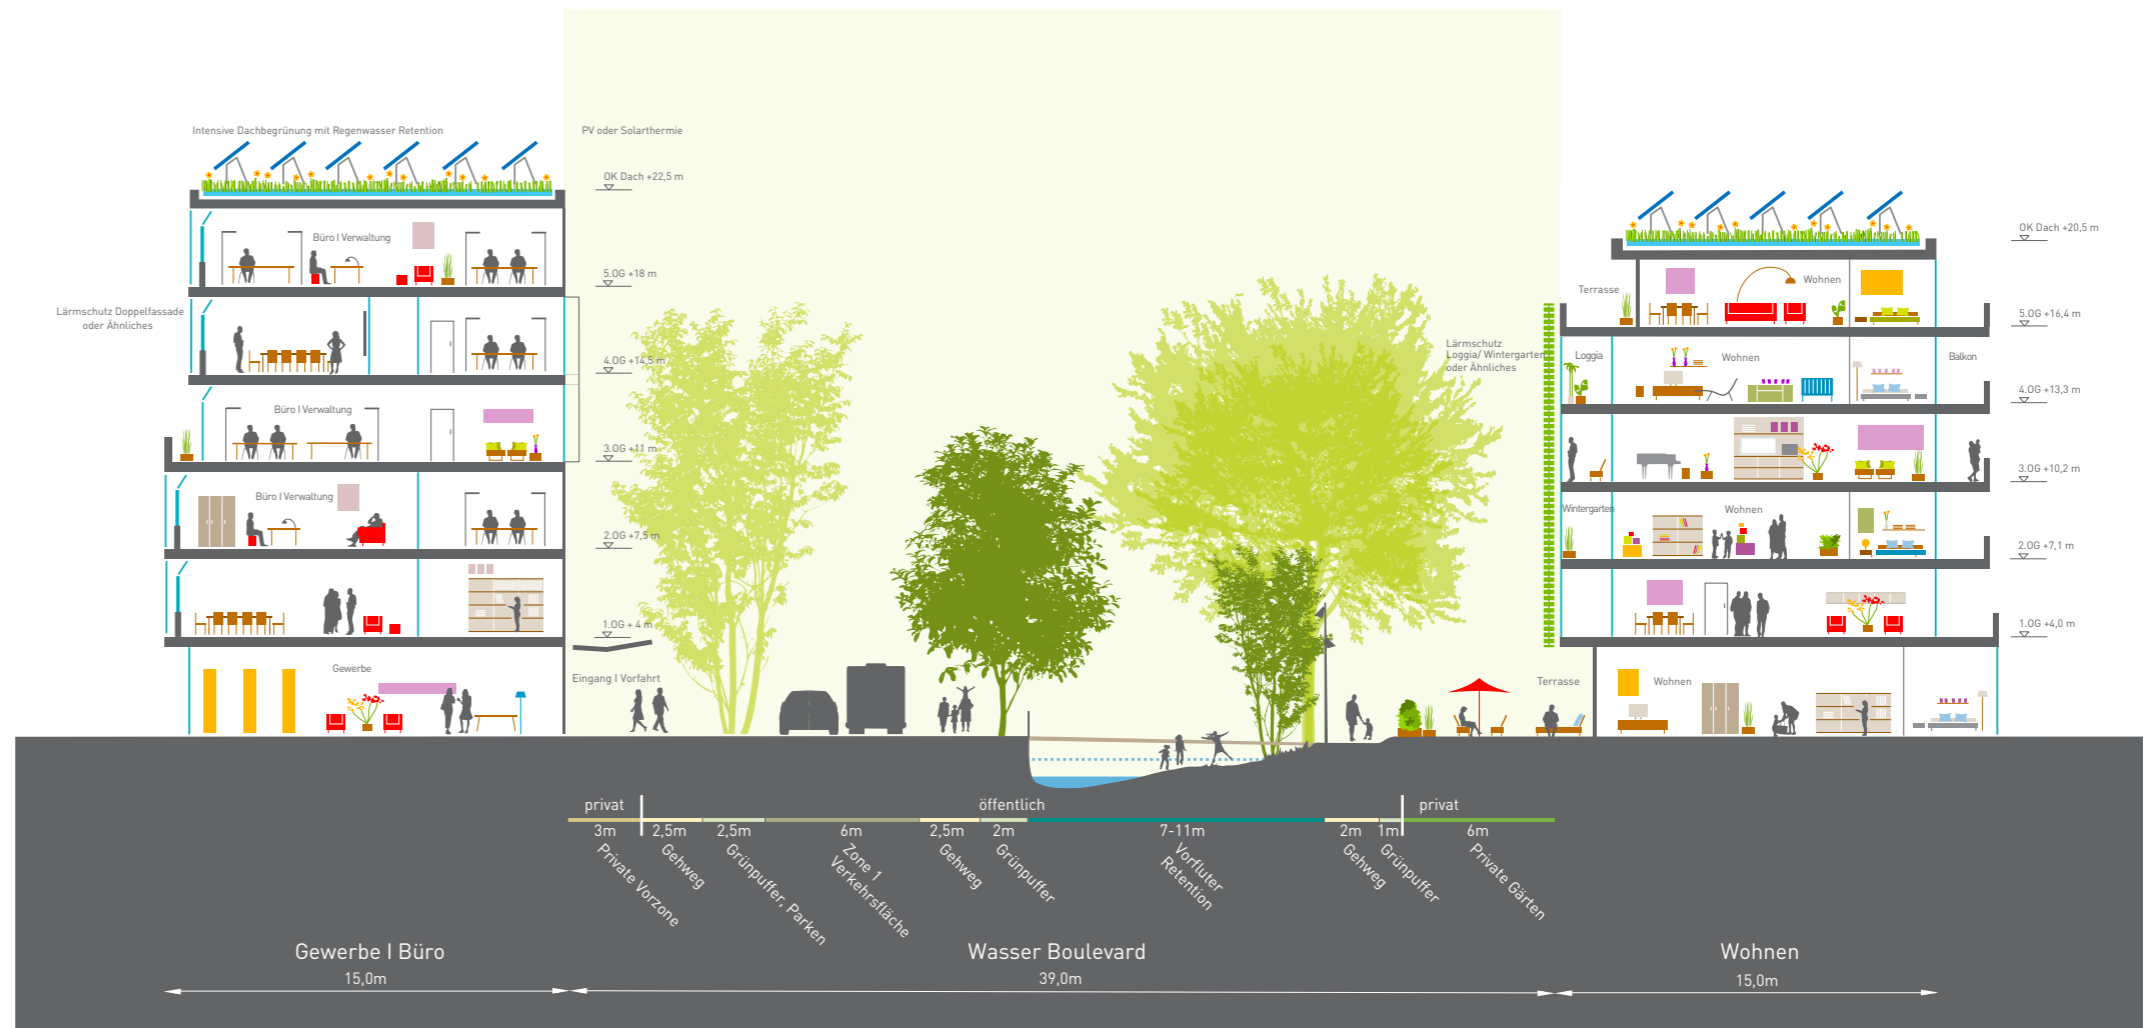 Intensive Dachbegrünung mit Regenwasser Retention
PV oder Solarthermie
OK Dach +22,5 m
Büro I Verwaltung
5.OG +18 m
Lärmschutz Doppelfassade
oder Ähnliches
4.OG +14,5 m
Büro I Verwaltung
3.OG +11 m
Büro I Verwaltung
2.OG +7,5 m
1.OG + 4 m
Gewerbe
Eingang I Vorfahrt
Lärmschutz
Loggia/ Wintergarten
oder Ähnliches
OK Dach +20,5 m
Wohnen
Terrasse
5.OG +16,4 m
Loggia
Wohnen
Balkon
4.OG +13,3 m
3.OG +10,2 m
Wintergarten
Wohnen
2.OG +7,1 m
1.OG +4,0 m
Terrasse
Wohnen
privat
öffentlich
privat
3m
2,5m
2,5m
6m
2,5m
2m
7-11m
2m
1m
6m
Private Vorzone
Gehweg
Grünpuffer, Parken
Zone 1
Verkehrsfläche
Gehweg
Grünpuffer
Vorfluter
Retention
Gehweg
Grünpuffer
Private Gärten
Gewerbe I Büro
15,0m
Wasser Boulevard
39,0m
Wohnen
15,0m